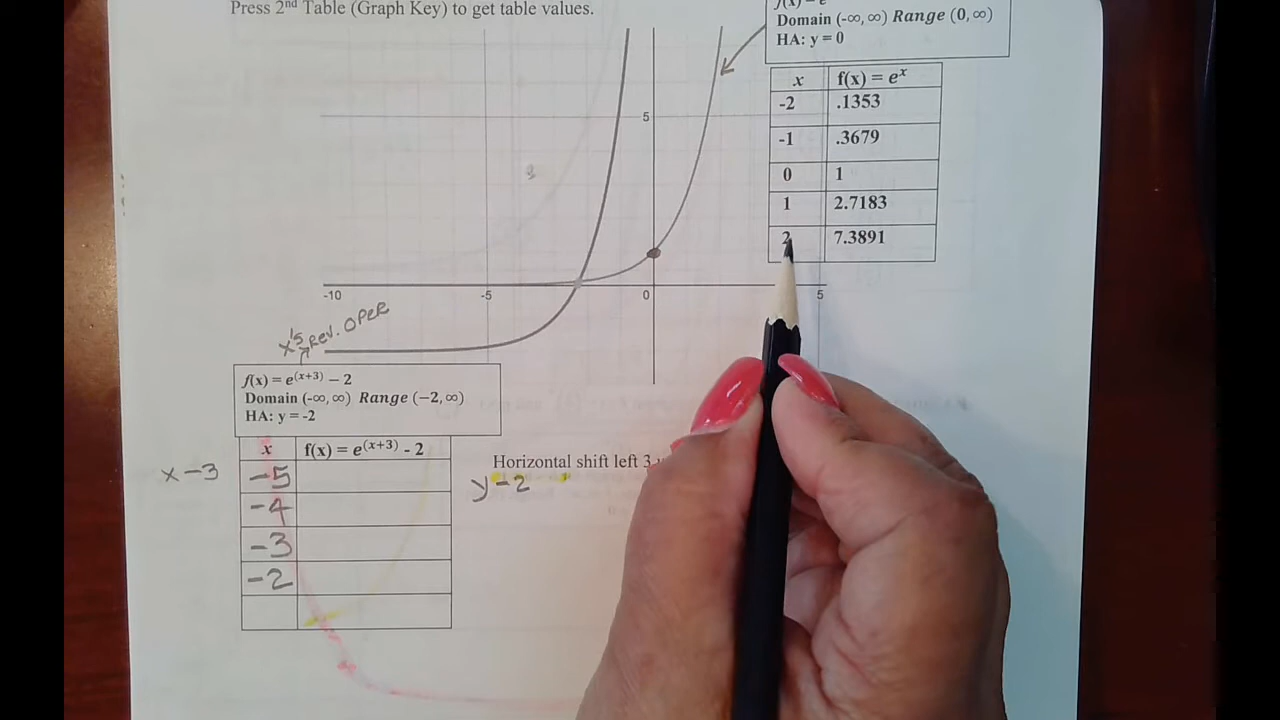 Press 2nd Table (Graph Key) to get table values.
Domain (-∞, ∞) Range (0, ∞)
HA: y = 0
x f(x) = eˣ
-2 .1353
-1 .3679
0 1
1 2.7183
2 7.3891
5
-10 -5 0 5
x's Rev. OPER
f(x) = e⁽ˣ⁺³⁾ – 2
Domain (-∞, ∞) Range (−2, ∞)
HA: y = -2
x f(x) = e⁽ˣ⁺³⁾ - 2
x -3
-5
-4
-3
-2
Horizontal shift left 3
y-2